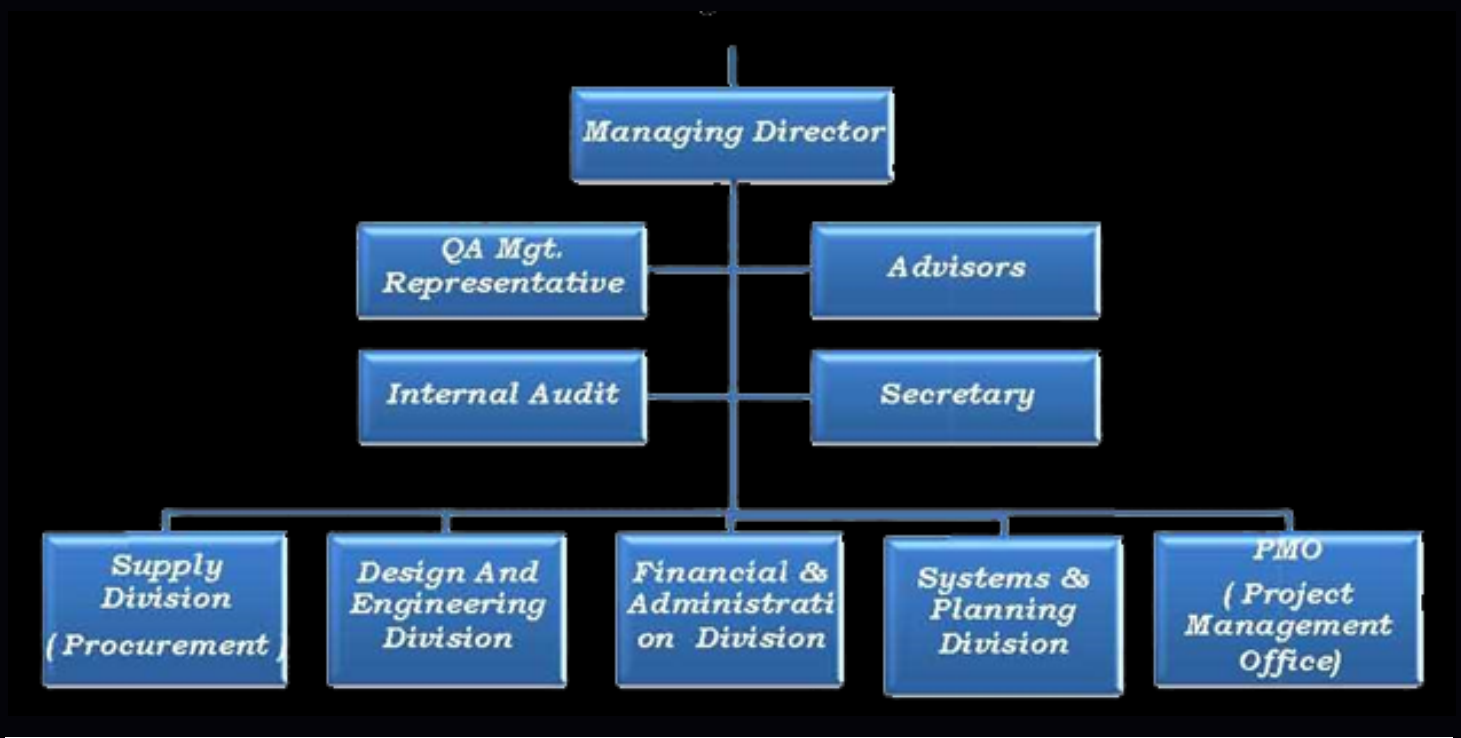 Managing Director
QA Mgt.
Representative
Advisors
Internal Audit
Secretary
Supply
Division
( Procurement )
Design And
Engineering
Division
Financial &
Administrati
on Division
Systems &
Planning
Division
PMO
( Project
Management
Office)